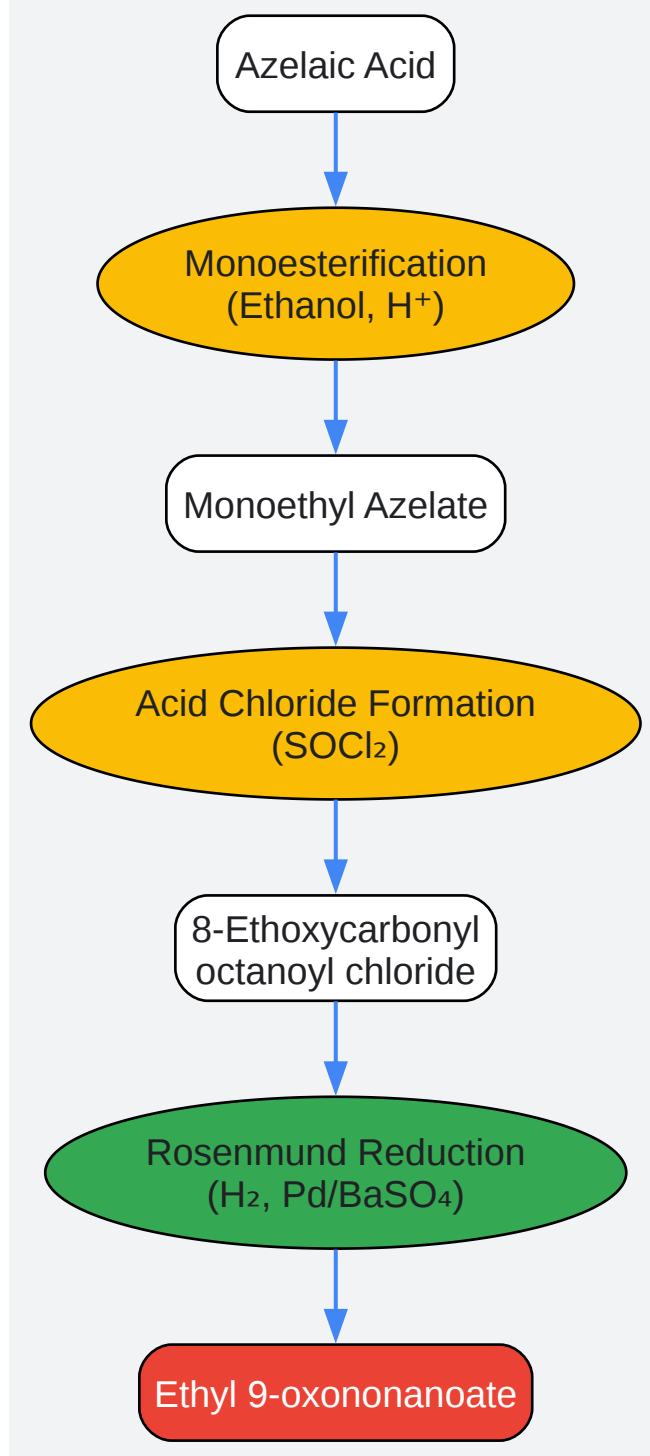 Azelaic Acid
Monoesterification
(Ethanol, H⁺)
Monoethyl Azelate
Acid Chloride Formation
(SOCl₂)
8-Ethoxycarbonyl
octanoyl chloride
Rosenmund Reduction
(H₂, Pd/BaSO₄)
Ethyl 9-oxononanoate